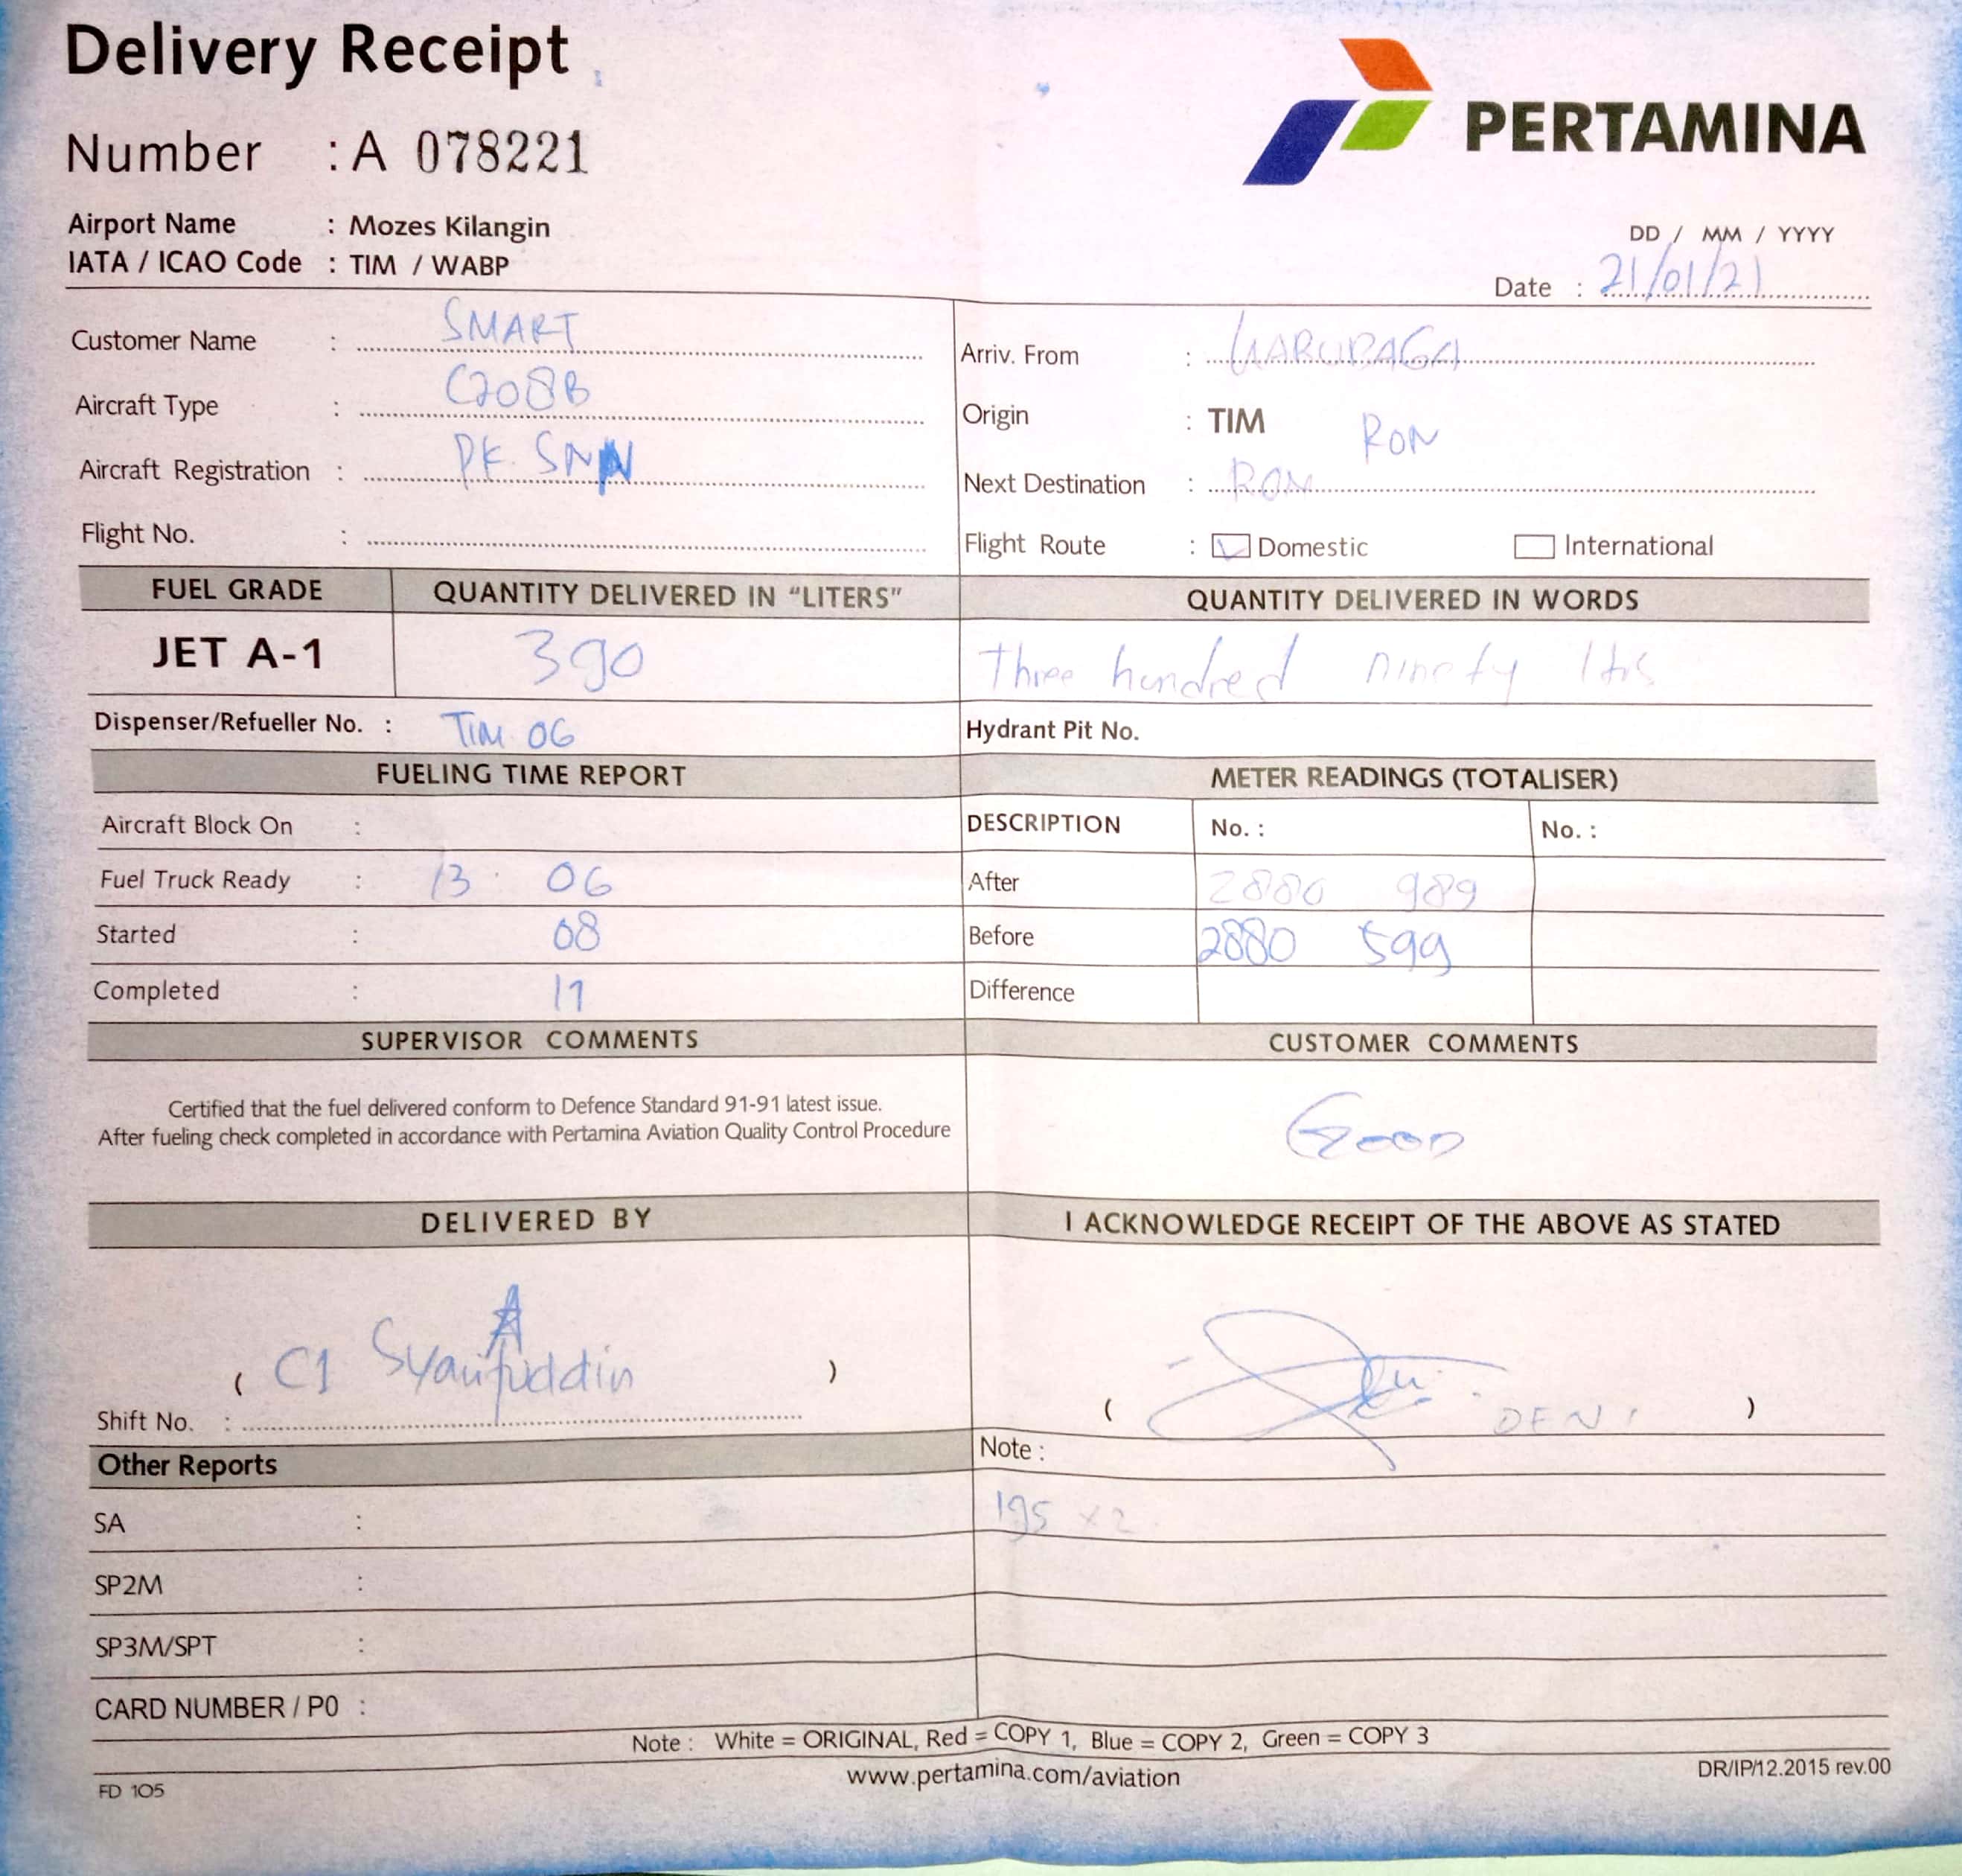 Delivery Receipt
PERTAMINA
Number : A 078221
Airport Name : Mozes Kilangin
IATA / ICAO Code : TIM / WABP
DD / MM / YYYY
Date : 21/01/21
Customer Name : SMART
Aircraft Type : C208B
Aircraft Registration : PK SNN
Flight No. :
Arriv. From :
Origin : TIM RON
Next Destination : RON
Flight Route : Domestic International
FUEL GRADE QUANTITY DELIVERED IN "LITERS" QUANTITY DELIVERED IN WORDS
JET A-1 390 Three hundred ninety ltrs
Dispenser/Refueller No. : TIM 06 Hydrant Pit No.
FUELING TIME REPORT METER READINGS (TOTALISER)
Aircraft Block On : DESCRIPTION No. : No. :
Fuel Truck Ready : 13 06 After 2880 989
Started : 08 Before 2880 599
Completed : 11 Difference
SUPERVISOR COMMENTS CUSTOMER COMMENTS
Certified that the fuel delivered conform to Defence Standard 91-91 latest issue.
After fueling check completed in accordance with Pertamina Aviation Quality Control Procedure
GOOD
DELIVERED BY I ACKNOWLEDGE RECEIPT OF THE ABOVE AS STATED
( C1 Syarifuddin )
( DENI )
Shift No. :
Other Reports
Note :
SA : 195 x 2
SP2M :
SP3M/SPT :
CARD NUMBER / P0 :
Note : White = ORIGINAL, Red = COPY 1, Blue = COPY 2, Green = COPY 3
FD 105 www.pertamina.com/aviation DR/IP/12.2015 rev.00